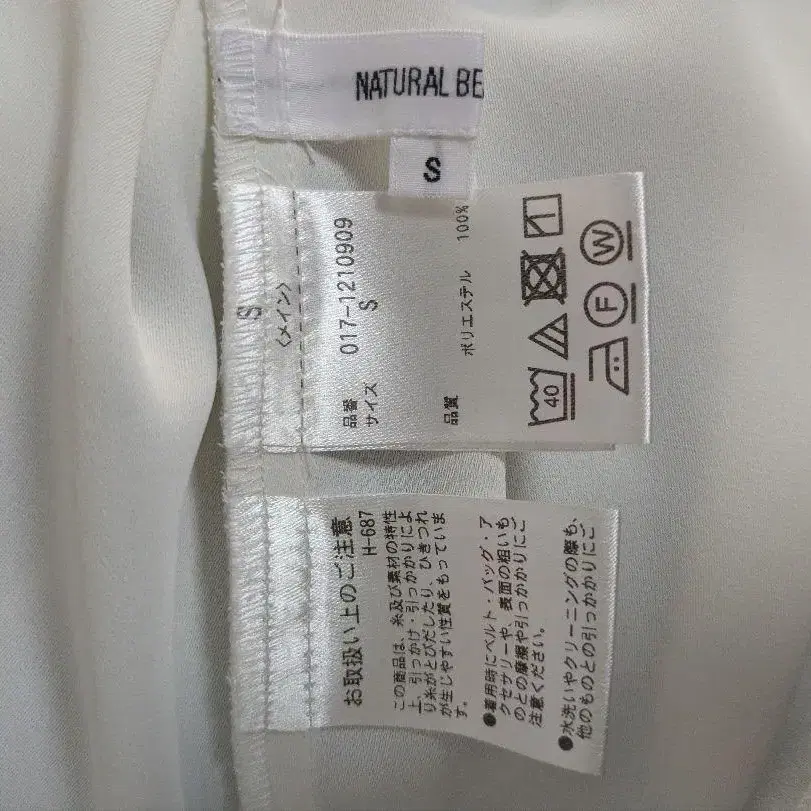 NATURAL BE
S
S
〈メイン〉
品番 017-1210909
サイズ S
品質 ポリエステル 100%
40
F
W
お取扱い上のご注意
H-687
この商品は、糸及び素材の特性
上、引っかけ・引っかかりによ
り糸がとびだしたり、ひきつれ
が生じやすい性質をもっていま
す。
●着用時にベルト・バッグ・ア
クセサリーや、表面の粗いも
のとの摩擦や引っかかりにご
注意ください。
●水洗いやクリーニングの際も、
他のものとの引っかかりにご